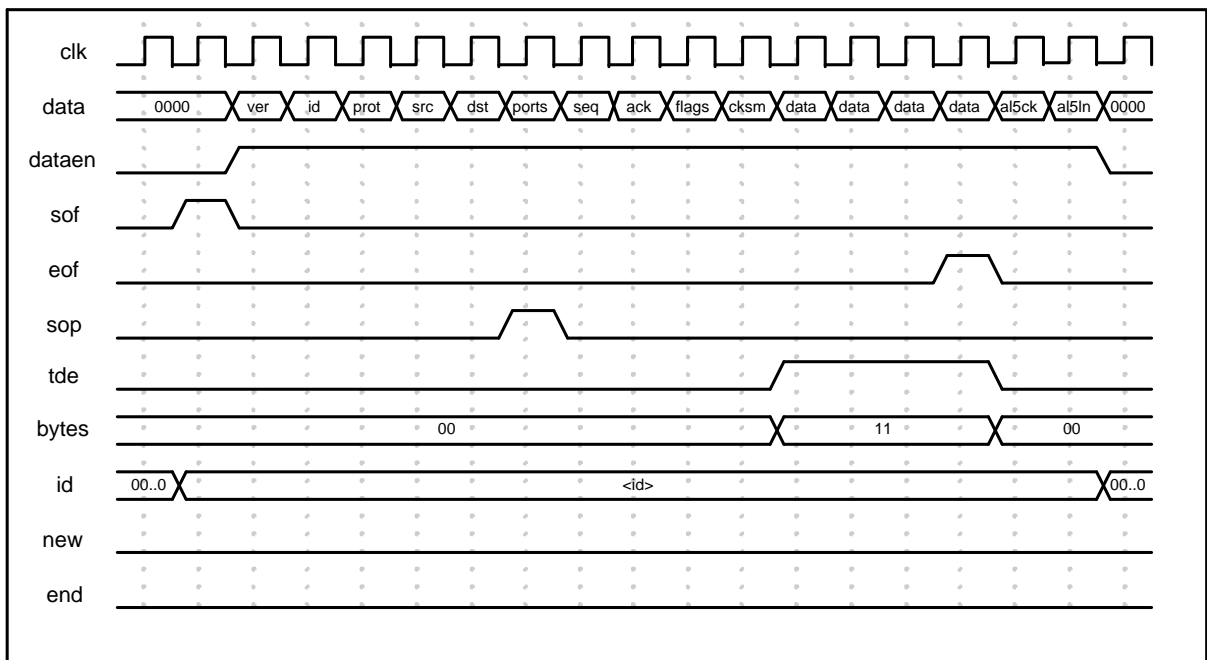 clk
data 0000 ver id prot src dst ports seq ack flags cksm data data data data al5ck al5ln 0000
dataen
sof
eof
sop
tde
bytes 00 11 00
id 00..0 <id> 00..0
new
end